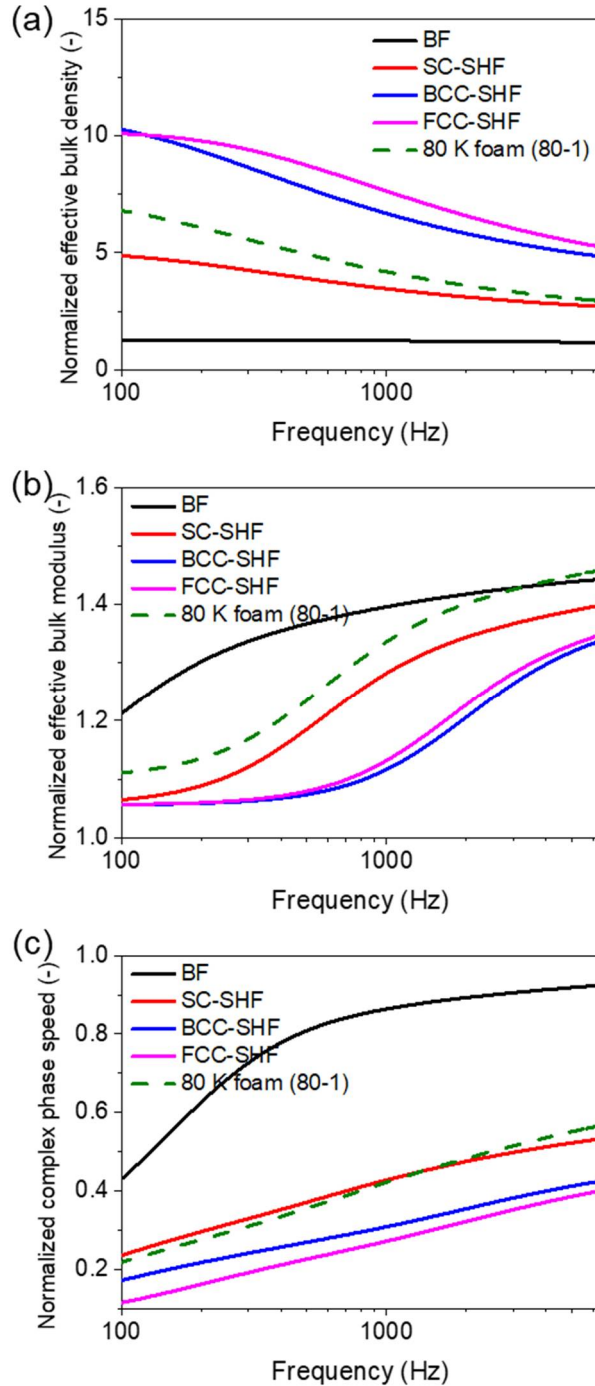 (a)
Normalized effective bulk density (-)
15
10
5
0
BF
SC-SHF
BCC-SHF
FCC-SHF
80 K foam (80-1)
100
1000
Frequency (Hz)
(b)
Normalized effective bulk modulus (-)
1.6
1.4
1.2
1.0
BF
SC-SHF
BCC-SHF
FCC-SHF
80 K foam (80-1)
100
1000
Frequency (Hz)
(c)
Normalized complex phase speed (-)
1.0
0.8
0.6
0.4
0.2
BF
SC-SHF
BCC-SHF
FCC-SHF
80 K foam (80-1)
100
1000
Frequency (Hz)